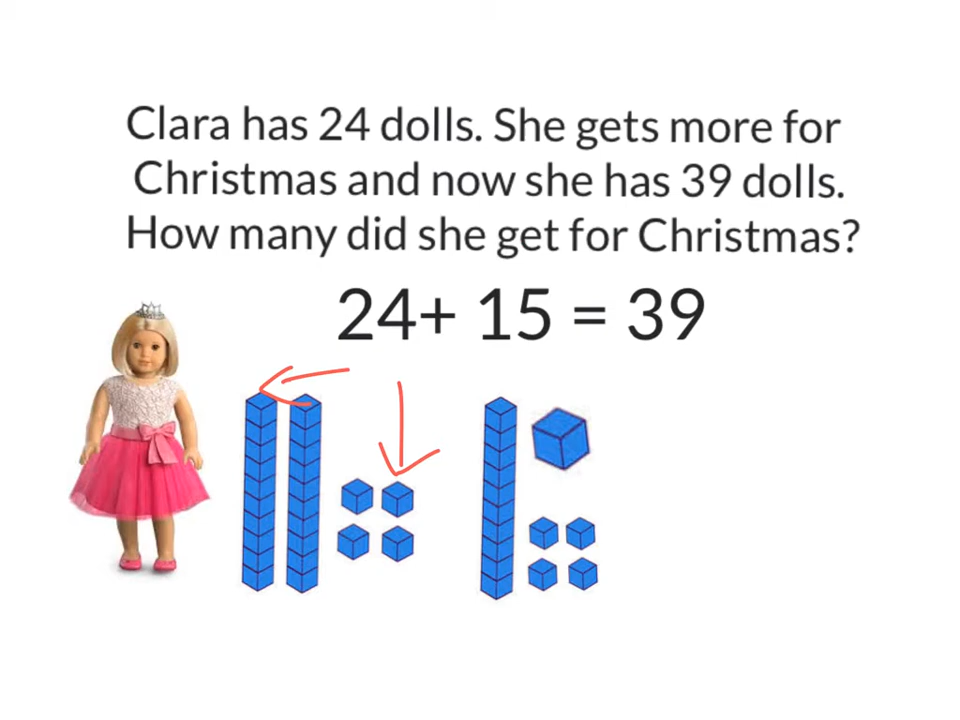 Clara has 24 dolls. She gets more for
Christmas and now she has 39 dolls.
How many did she get for Christmas?
24+ 15 = 39